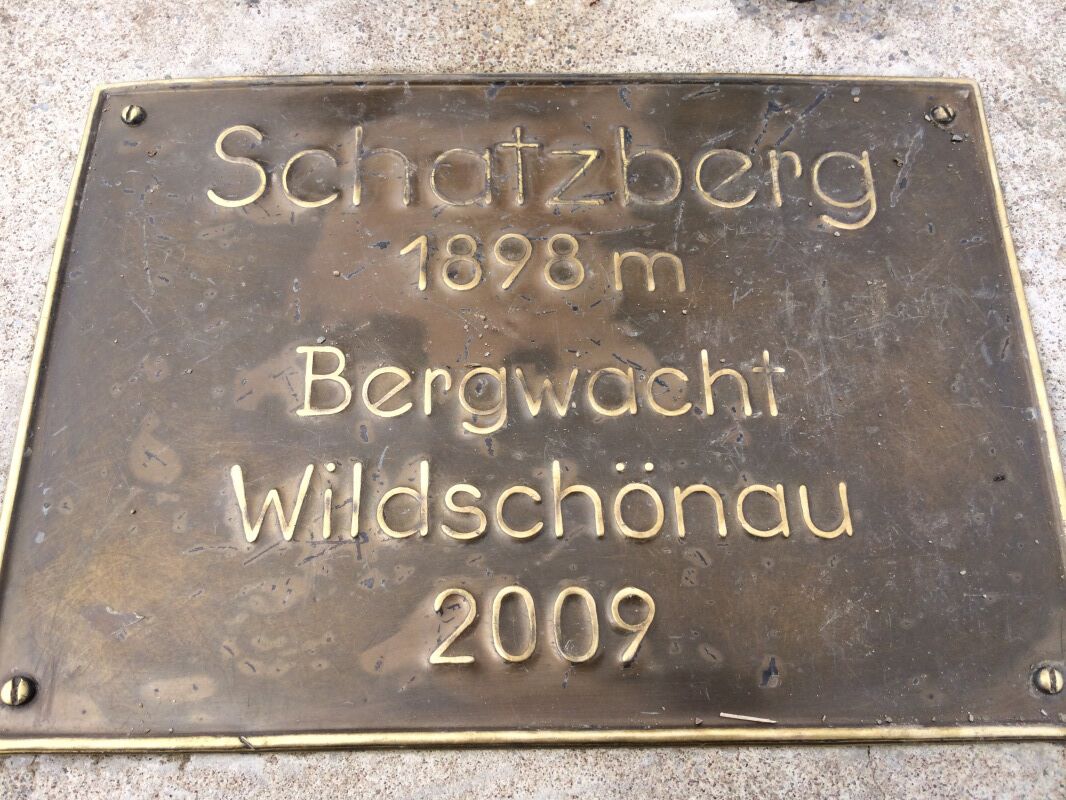 Schatzberg
1898 m
Bergwacht
Wildschönau
2009